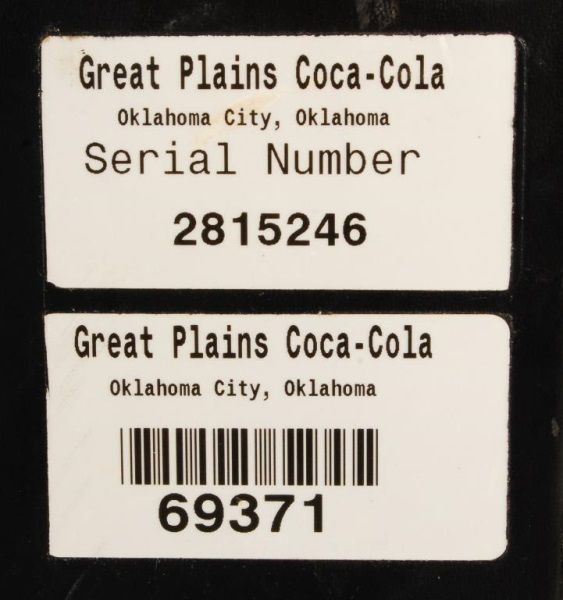 Great Plains Coca-Cola
Oklahoma City, Oklahoma
Serial Number
2815246
Great Plains Coca-Cola
Oklahoma City, Oklahoma
69371